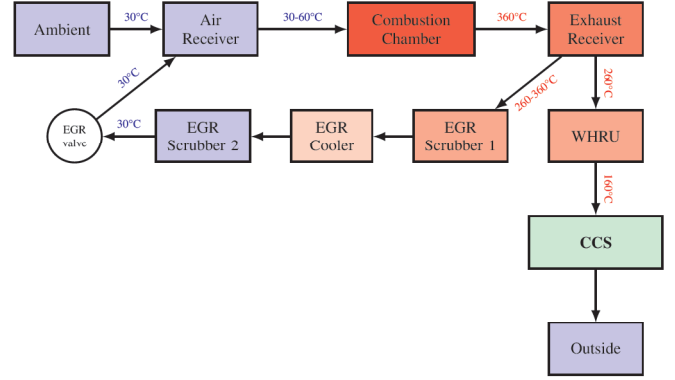 Ambient
30°C
Air
Receiver
30-60°C
Combustion
Chamber
360°C
Exhaust
Receiver
30°C
260-360°C
260°C
EGR
valve
30°C
EGR
Scrubber 2
EGR
Cooler
EGR
Scrubber 1
WHRU
160°C
CCS
Outside